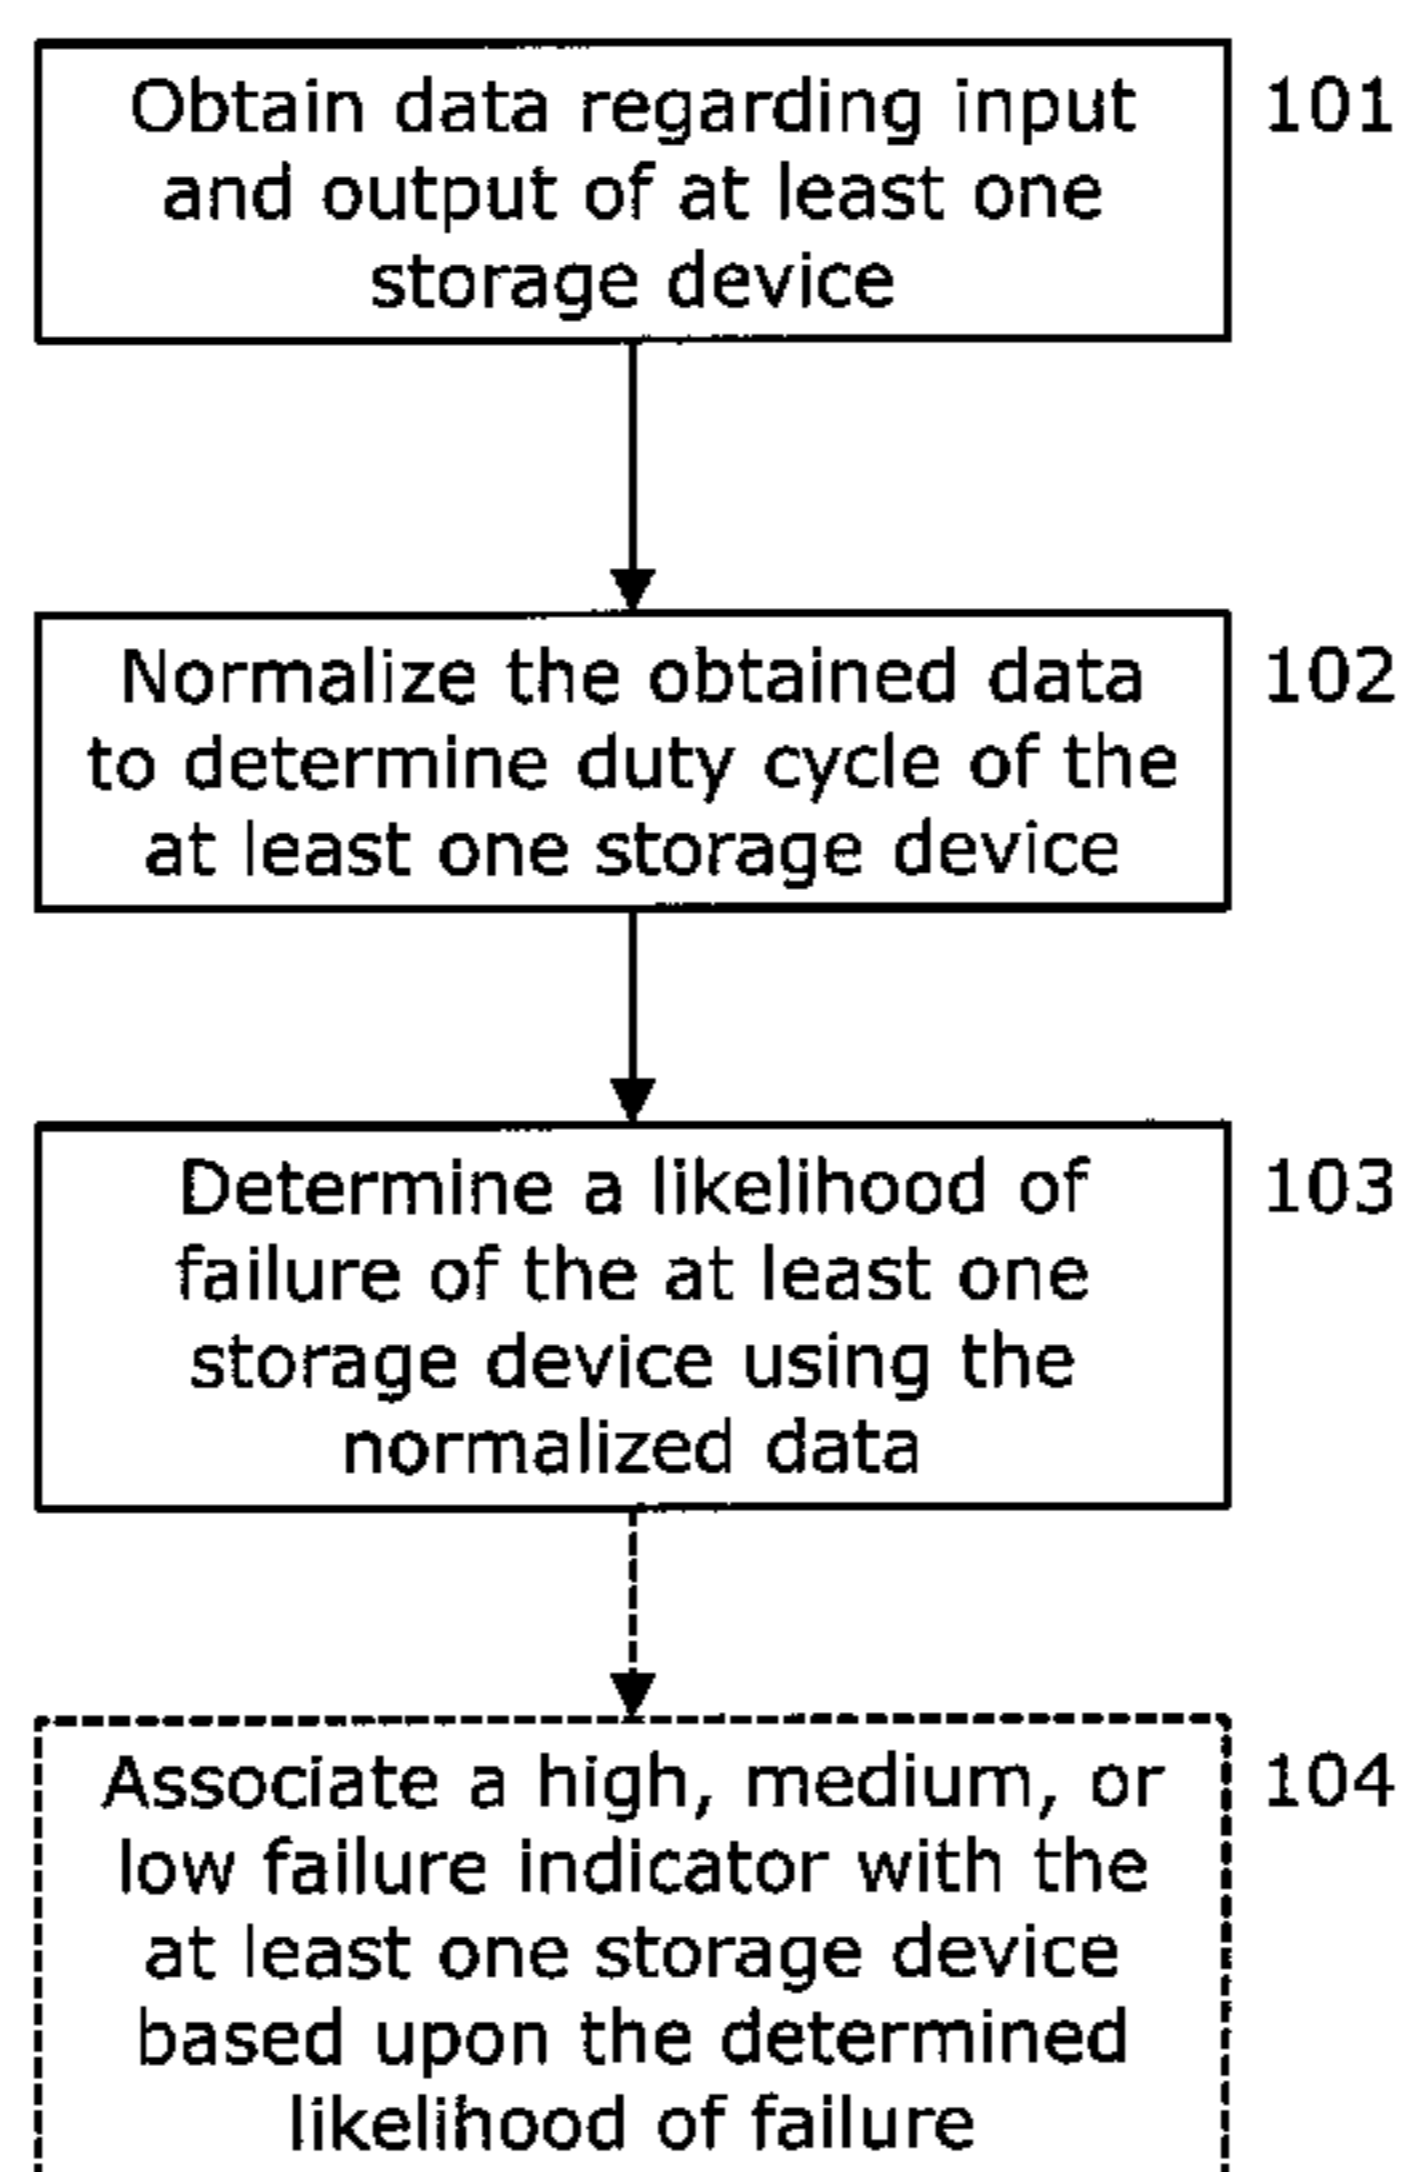 Obtain data regarding input
and output of at least one
storage device
101
Normalize the obtained data
to determine duty cycle of the
at least one storage device
102
Determine a likelihood of
failure of the at least one
storage device using the
normalized data
103
Associate a high, medium, or
low failure indicator with the
at least one storage device
based upon the determined
likelihood of failure
104